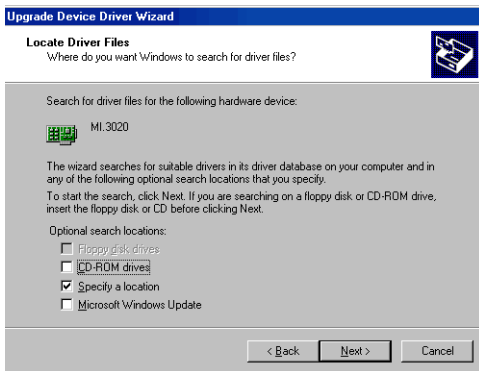 Upgrade Device Driver Wizard
Locate Driver Files
Where do you want Windows to search for driver files?
Search for driver files for the following hardware device:
MI.3020
The wizard searches for suitable drivers in its driver database on your computer and in
any of the following optional search locations that you specify.
To start the search, click Next. If you are searching on a floppy disk or CD-ROM drive,
insert the floppy disk or CD before clicking Next.
Optional search locations:
Floppy disk drives
CD-ROM drives
Specify a location
Microsoft Windows Update
< Back Next > Cancel